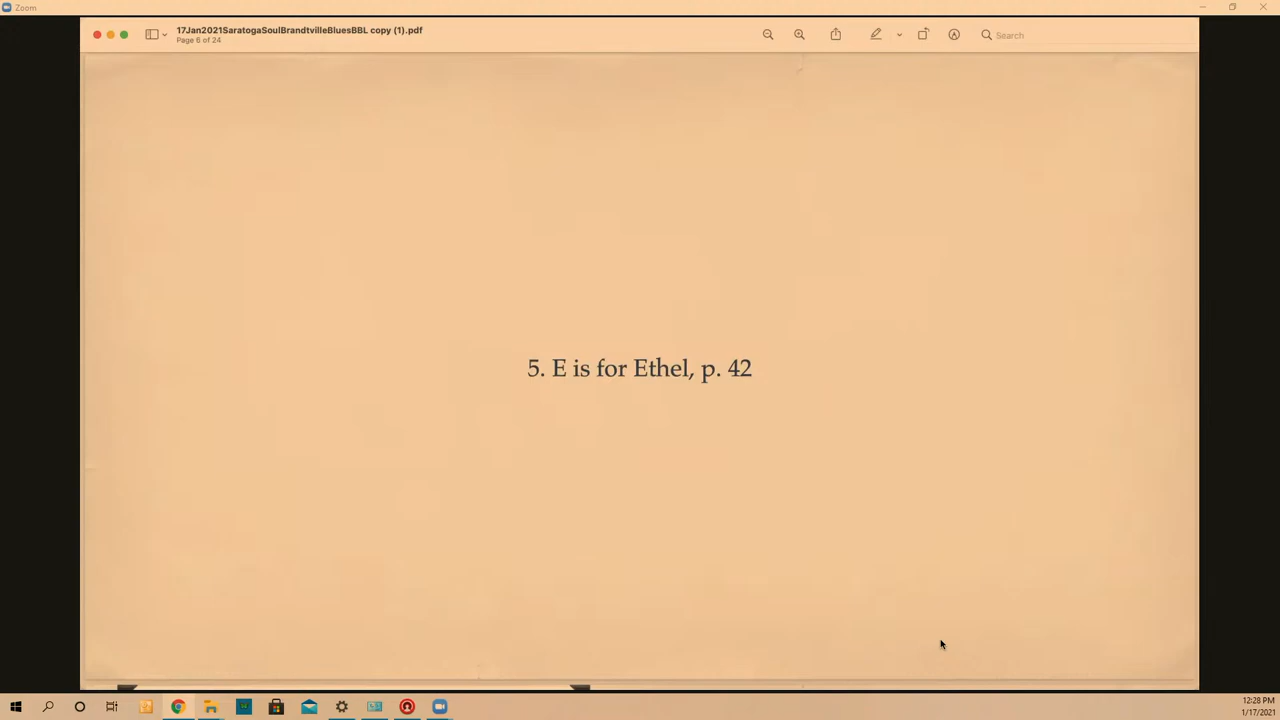 Zoom
17Jan2021SaratogaSoulBrandtvilleBluesBBL copy (1).pdf
Page 6 of 24
Search
5. E is for Ethel, p. 42
12:28 PM
1/17/2021